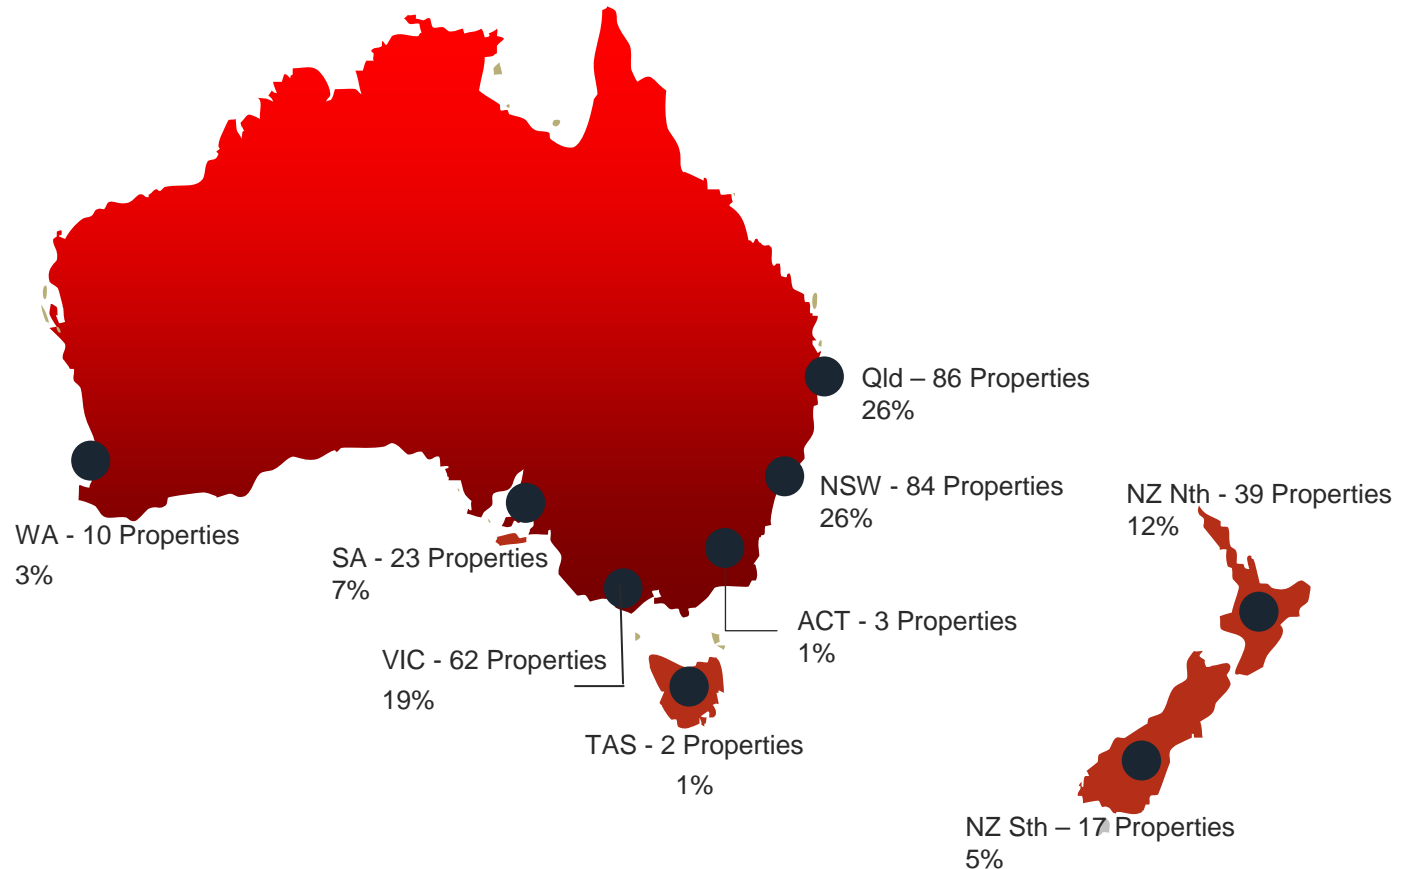 Qld – 86 Properties
26%
NSW - 84 Properties
26%
NZ Nth - 39 Properties
12%
WA - 10 Properties
3%
SA - 23 Properties
7%
ACT - 3 Properties
1%
VIC - 62 Properties
19%
TAS - 2 Properties
1%
NZ Sth – 17 Properties
5%